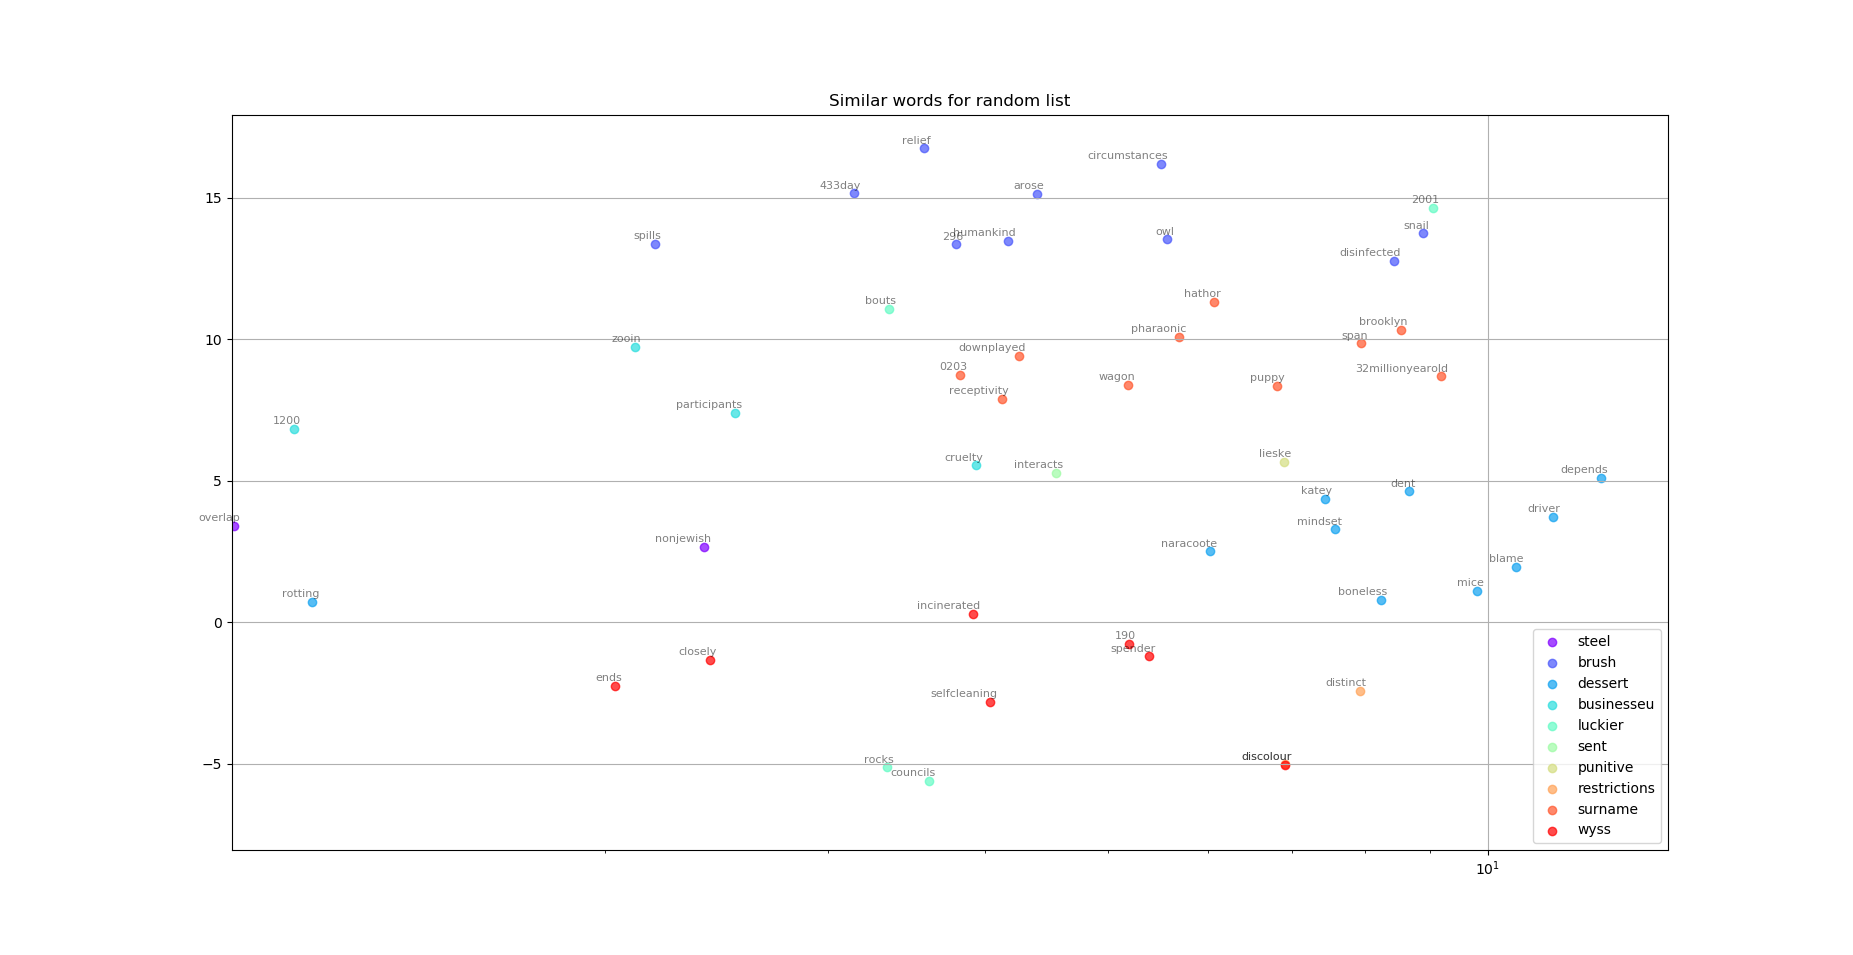 Similar words for random list
relief
circumstances
433day
arose
15
2001
snail
spills
humankind
owl
disinfected
hathor
bouts
brooklyn
pharaonic
span
zooin
10
downplayed
0203
32millionyearold
wagon
puppy
receptivity
participants
1200
lieske
cruelty
interacts
depends
5
dent
katey
driver
overlap
mindset
nonjewish
naracoote
blame
mice
rotting
boneless
incinerated
0
190
spender
closely
ends
distinct
selfcleaning
discolour
rocks
−5
councils
steel
brush
dessert
businesseu
luckier
sent
punitive
restrictions
surname
wyss
10¹